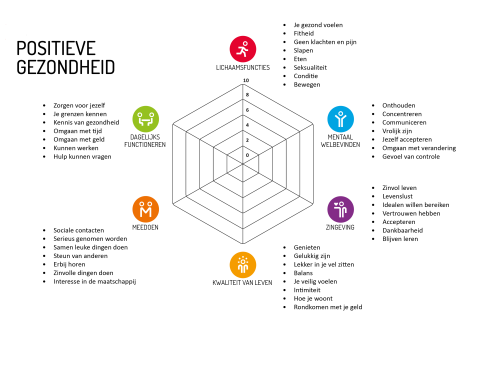 POSITIEVE
GEZONDHEID
• Je gezond voelen
• Fitheid
• Geen klachten en pijn
• Slapen
• Eten
• Seksualiteit
• Conditie
• Bewegen
LICHAAMSFUNCTIES
10
8
6
4
2
0
• Zorgen voor jezelf
• Je grenzen kennen
• Kennis van gezondheid
• Omgaan met tijd
• Omgaan met geld
• Kunnen werken
• Hulp kunnen vragen
DAGELIJKS
FUNCTIONEREN
MENTAAL
WELBEVINDEN
• Onthouden
• Concentreren
• Communiceren
• Vrolijk zijn
• Jezelf accepteren
• Omgaan met verandering
• Gevoel van controle
• Zinvol leven
• Levenslust
• Idealen willen bereiken
• Vertrouwen hebben
• Accepteren
• Dankbaarheid
• Blijven leren
ZINGEVING
MEEDOEN
• Sociale contacten
• Serieus genomen worden
• Samen leuke dingen doen
• Steun van anderen
• Erbij horen
• Zinvolle dingen doen
• Interesse in de maatschappij
KWALITEIT VAN LEVEN
• Genieten
• Gelukkig zijn
• Lekker in je vel zitten
• Balans
• Je veilig voelen
• Intimiteit
• Hoe je woont
• Rondkomen met je geld